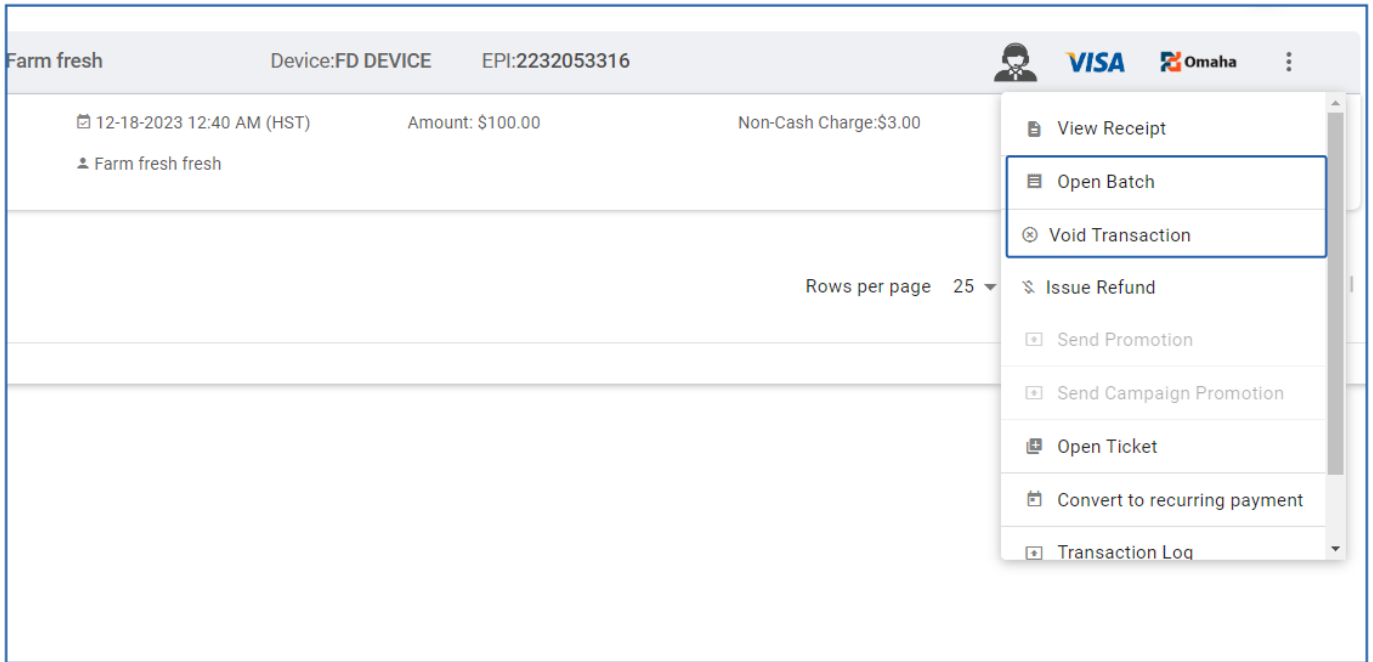 Farm fresh Device:FD DEVICE EPI:2232053316 VISA Omaha
12-18-2023 12:40 AM (HST) Amount: $100.00 Non-Cash Charge:$3.00
Farm fresh fresh
View Receipt
Open Batch
Void Transaction
Rows per page 25
Issue Refund
Send Promotion
Send Campaign Promotion
Open Ticket
Convert to recurring payment
Transaction Log